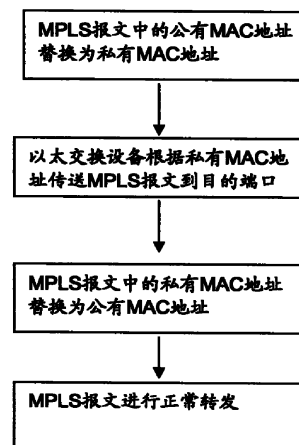 MPLS报文中的公有MAC地址
替换为私有MAC地址
以太交换设备根据私有MAC地
址传送MPLS报文到目的端口
MPLS报文中的私有MAC地址
替换为公有MAC地址
MPLS报文进行正常转发